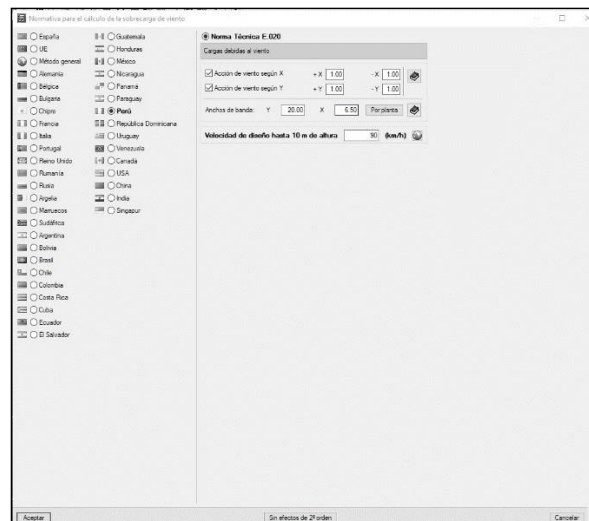 Normativa para el cálculo de la sobrecarga de viento
España
UE
Método general
Alemania
Bélgica
Bulgaria
Chipre
Francia
Italia
Portugal
Reino Unido
Rumanía
Rusia
Argelia
Marruecos
Sudáfrica
Argentina
Bolivia
Brasil
Chile
Colombia
Costa Rica
Cuba
Ecuador
El Salvador
Guatemala
Honduras
México
Nicaragua
Panamá
Paraguay
Perú
República Dominicana
Uruguay
Venezuela
Canadá
USA
China
India
Singapur
Norma Técnica E.020
Cargas debidas al viento
Acción de viento según X + X 1.00 - X 1.00
Acción de viento según Y + Y 1.00 - Y 1.00
Anchos de banda: Y 20.00 X 6.50 Por planta
Velocidad de diseño hasta 10 m de altura 90 (km/h)
Aceptar Sin efectos de 2º orden Cancelar